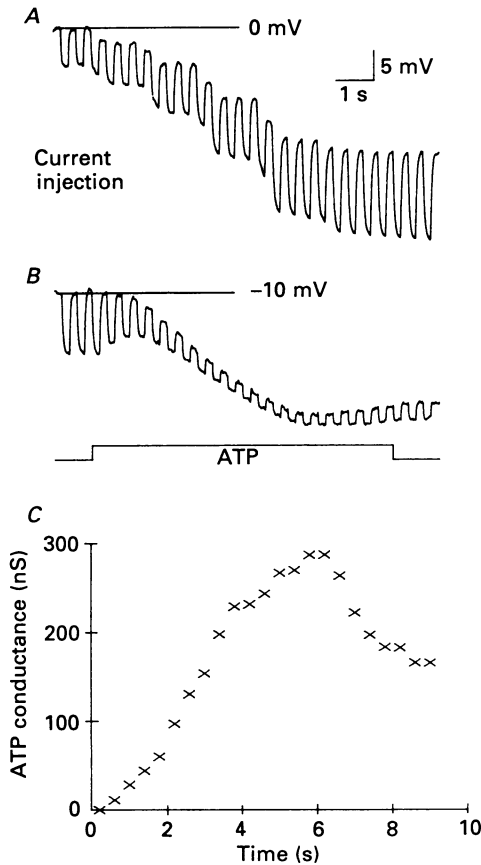 A
0 mV
5 mV
1 s
Current
injection
B
−10 mV
ATP
C
300
200
100
0
ATP conductance (nS)
0 2 4 6 8 10
Time (s)